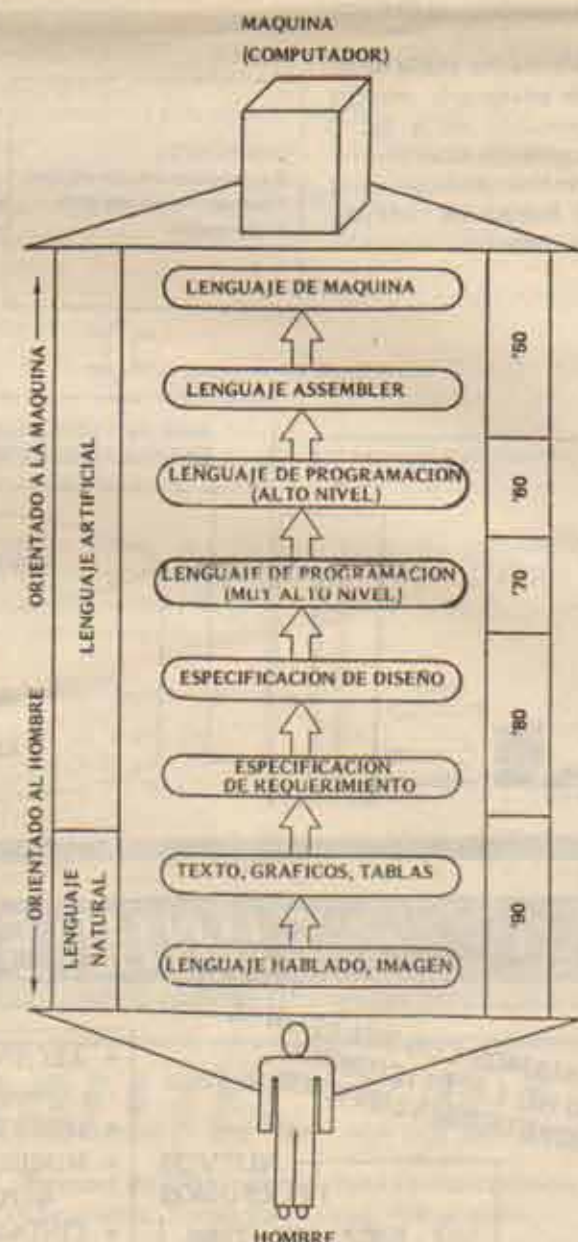 MAQUINA
(COMPUTADOR)
ORIENTADO A LA MAQUINA
ORIENTADO AL HOMBRE
LENGUAJE ARTIFICIAL
LENGUAJE
NATURAL
LENGUAJE DE MAQUINA
LENGUAJE ASSEMBLER
LENGUAJE DE PROGRAMACION
(ALTO NIVEL)
LENGUAJE DE PROGRAMACION
(MUY ALTO NIVEL)
ESPECIFICACION DE DISEÑO
ESPECIFICACION
DE REQUERIMIENTO
TEXTO, GRAFICOS, TABLAS
LENGUAJE HABLADO, IMAGEN
'50
'60
'70
'80
'90
HOMBRE